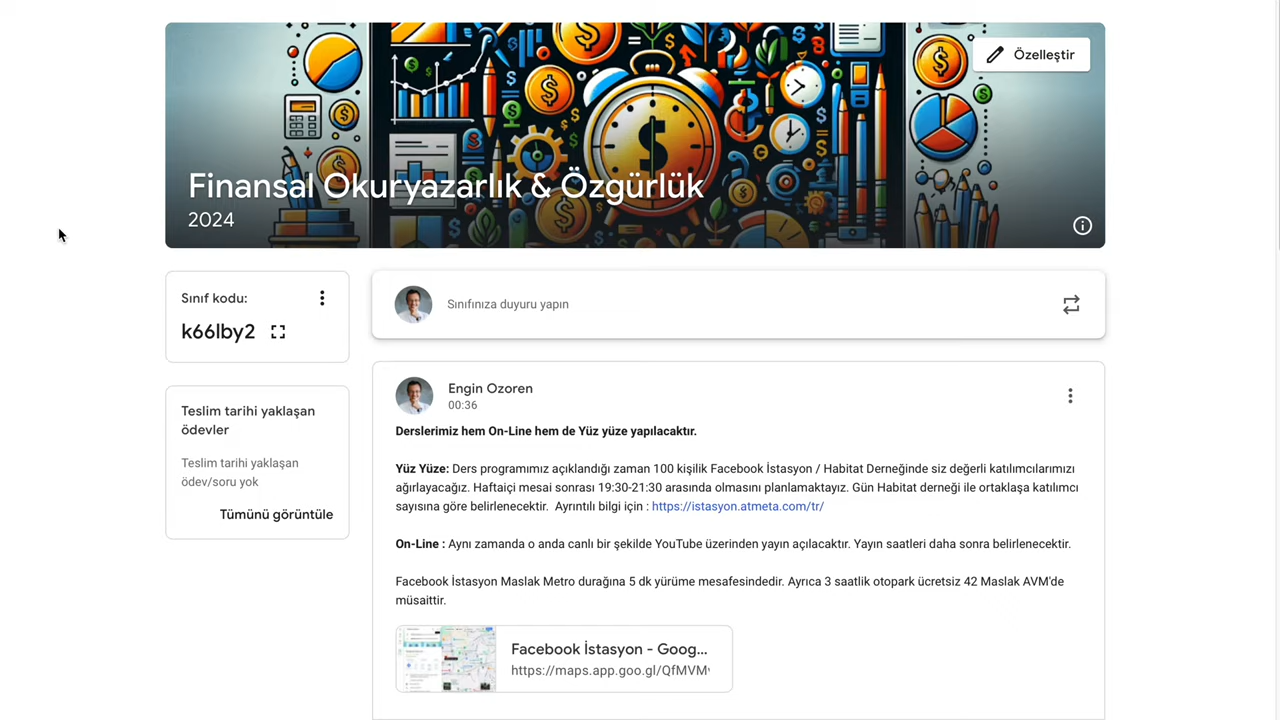 Özelleştir
Finansal Okuryazarlık & Özgürlük
2024
Sınıf kodu:
k66lby2
Sınıfınıza duyuru yapın
Teslim tarihi yaklaşan
ödevler
Teslim tarihi yaklaşan
ödev/soru yok
Tümünü görüntüle
Engin Ozoren
00:36
Derslerimiz hem On-Line hem de Yüz yüze yapılacaktır.
Yüz Yüze: Ders programımız açıklandığı zaman 100 kişilik Facebook İstasyon / Habitat Derneğinde siz değerli katılımcılarımızı
ağırlayacağız. Haftaiçi mesai sonrası 19:30-21:30 arasında olmasını planlamaktayız. Gün Habitat derneği ile ortaklaşa katılımcı
sayısına göre belirlenecektir. Ayrıntılı bilgi için : https://istasyon.atmeta.com/tr/
On-Line : Aynı zamanda o anda canlı bir şekilde YouTube üzerinden yayın açılacaktır. Yayın saatleri daha sonra belirlenecektir.
Facebook İstasyon Maslak Metro durağına 5 dk yürüme mesafesindedir. Ayrıca 3 saatlik otopark ücretsiz 42 Maslak AVM'de
müsaittir.
Facebook İstasyon - Goog...
https://maps.app.goo.gl/QfMVM